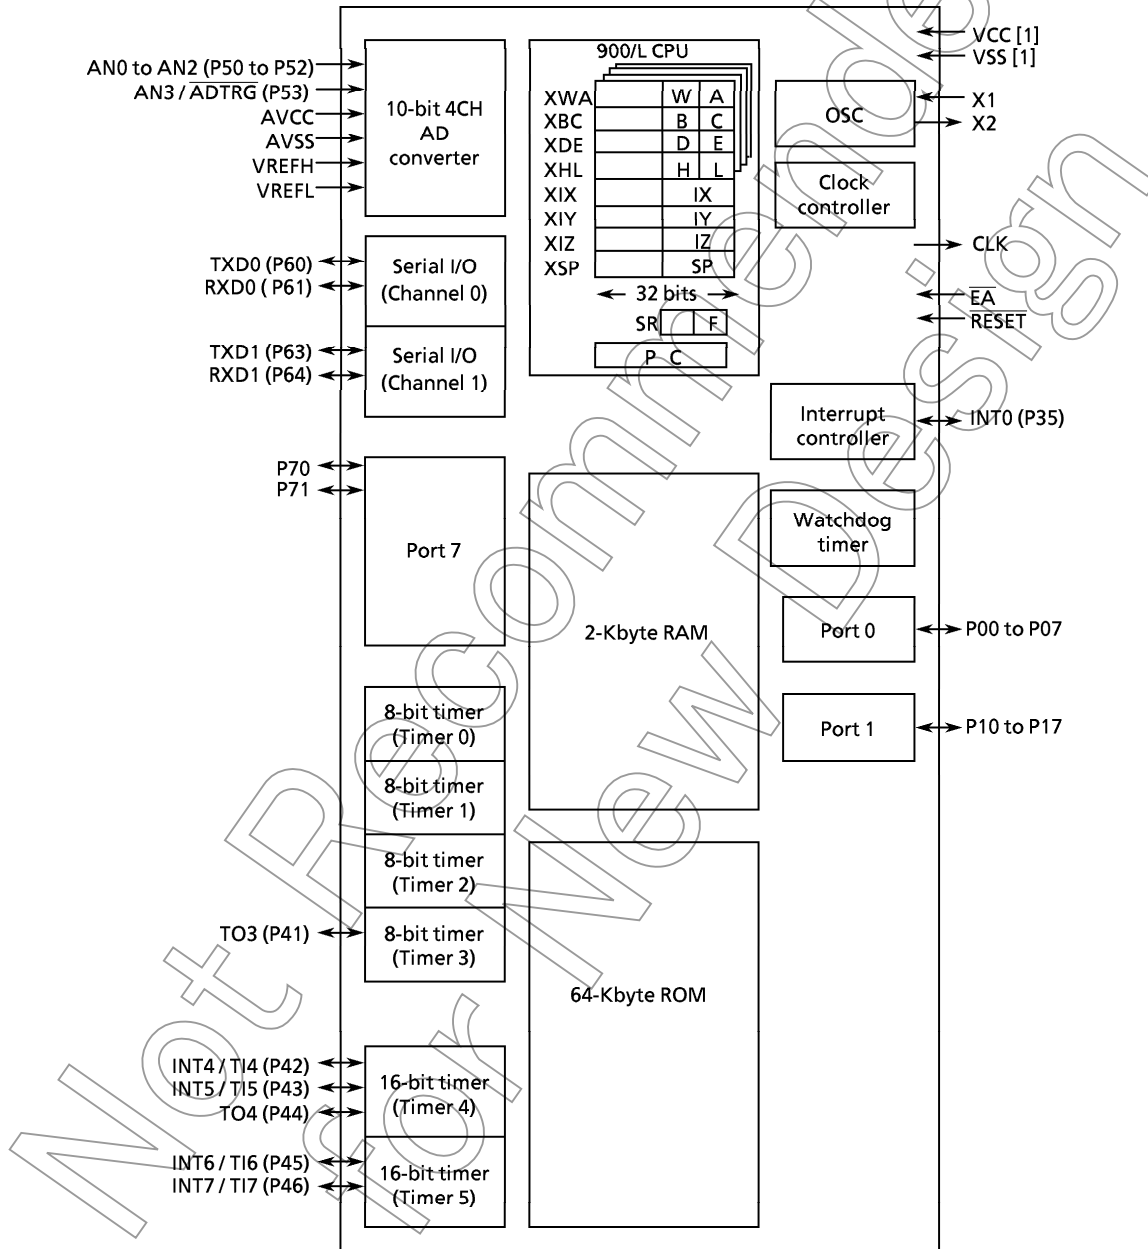 AN0 to AN2 (P50 to P52)
AN3 / ADTRG (P53)
AVCC
AVSS
VREFH
VREFL
10-bit 4CH
AD
converter
TXD0 (P60)
RXD0 ( P61)
Serial I/O
(Channel 0)
TXD1 (P63)
RXD1 (P64)
Serial I/O
(Channel 1)
P70
P71
Port 7
8-bit timer
(Timer 0)
8-bit timer
(Timer 1)
8-bit timer
(Timer 2)
TO3 (P41)
8-bit timer
(Timer 3)
INT4 / TI4 (P42)
INT5 / TI5 (P43)
TO4 (P44)
16-bit timer
(Timer 4)
INT6 / TI6 (P45)
INT7 / TI7 (P46)
16-bit timer
(Timer 5)
900/L CPU
XWA W A
XBC B C
XDE D E
XHL H L
XIX IX
XIY IY
XIZ IZ
XSP SP
32 bits
SR F
P C
2-Kbyte RAM
64-Kbyte ROM
VCC [1]
VSS [1]
OSC
X1
X2
Clock
controller
CLK
EA
RESET
Interrupt
controller
INT0 (P35)
Watchdog
timer
Port 0
P00 to P07
Port 1
P10 to P17
Not Recommende
for New Design